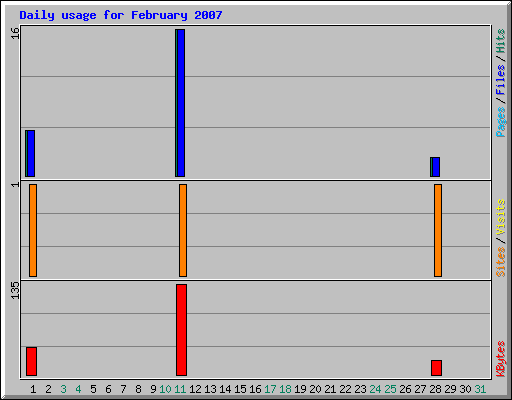 Daily usage for February 2007
16
Pages / Files / Hits
1
Sites / Visits
135
KBytes
1 2 3 4 5 6 7 8 9 10 11 12 13 14 15 16 17 18 19 20 21 22 23 24 25 26 27 28 29 30 31